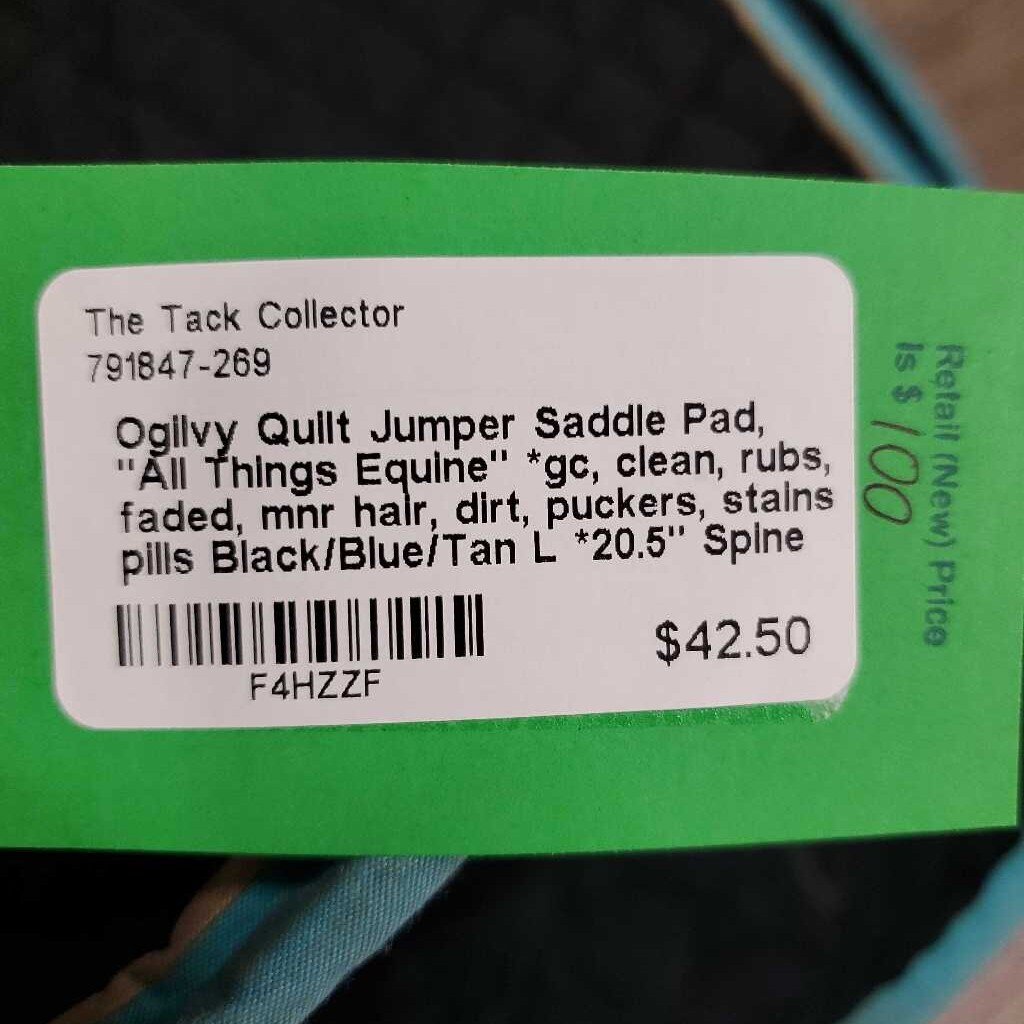 The Tack Collector
791847-269
Ogilvy Quilt Jumper Saddle Pad,
"All Things Equine" *gc, clean, rubs,
faded, mnr hair, dirt, puckers, stains
pills Black/Blue/Tan L *20.5" Spine
F4HZZF
$42.50
Retail (New) Price
Is $ 100